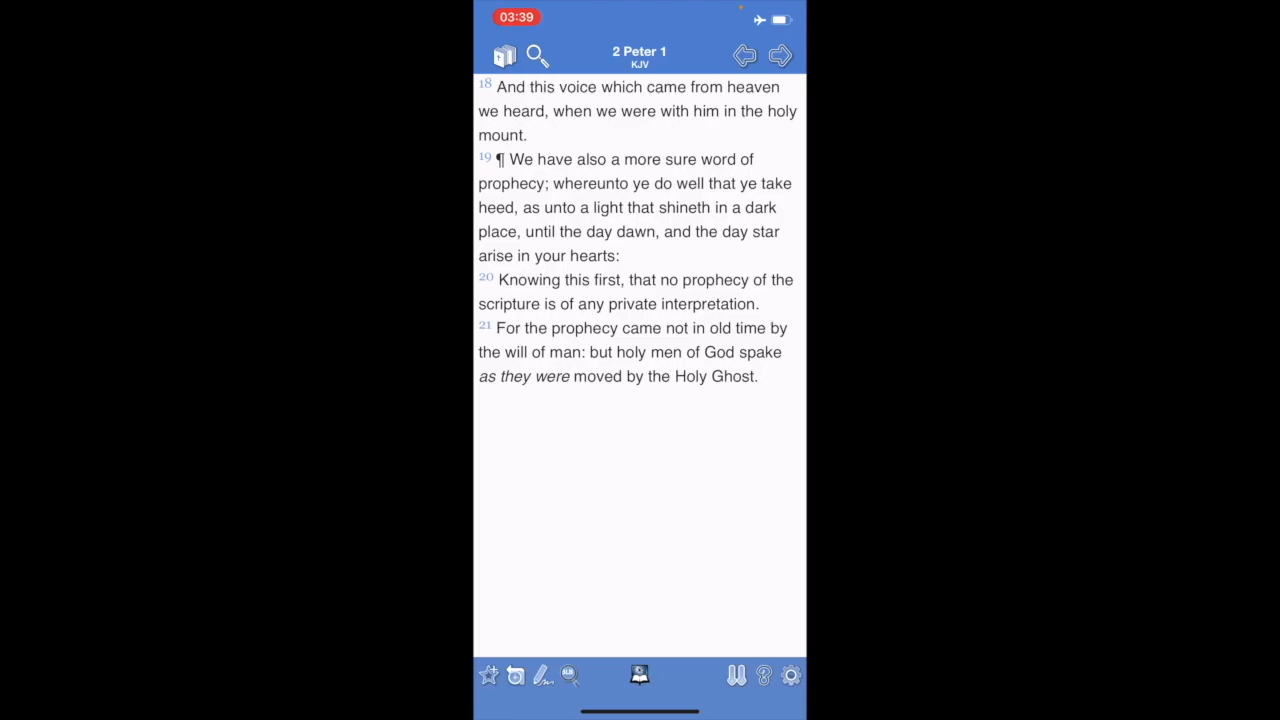 03:39
2 Peter 1
KJV
18 And this voice which came from heaven
we heard, when we were with him in the holy
mount.
19 ¶ We have also a more sure word of
prophecy; whereunto ye do well that ye take
heed, as unto a light that shineth in a dark
place, until the day dawn, and the day star
arise in your hearts:
20 Knowing this first, that no prophecy of the
scripture is of any private interpretation.
21 For the prophecy came not in old time by
the will of man: but holy men of God spake
as they were moved by the Holy Ghost.